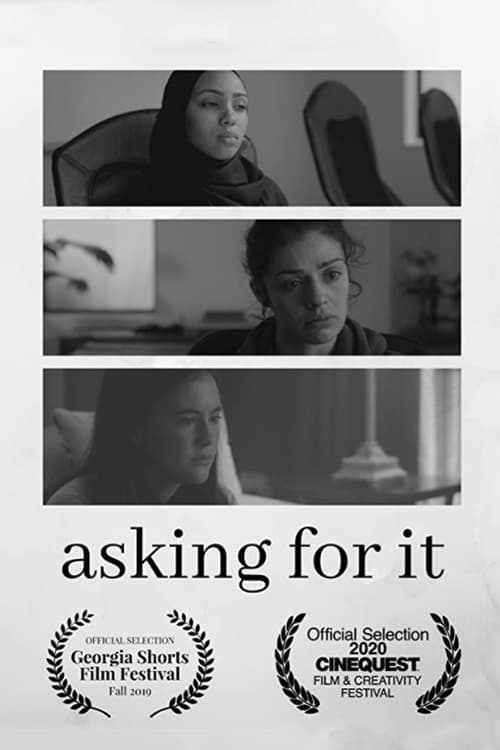 asking for it
OFFICIAL SELECTION
Georgia Shorts
Film Festival
Fall 2019
Official Selection
2020
CINEQUEST
FILM & CREATIVITY
FESTIVAL